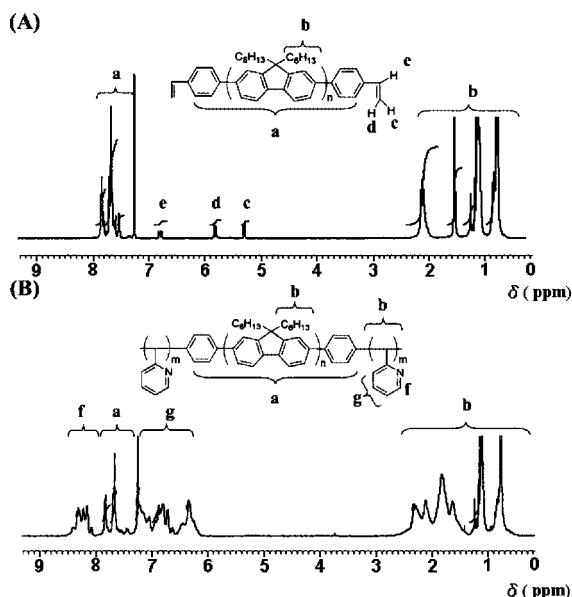 (A)
b
C₆H₁₃ C₆H₁₃
a
n
H e
H H
d c
a
b
e d c
9 8 7 6 5 4 3 2 1 0
δ ( ppm)
(B)
b
b
C₆H₁₃ C₆H₁₃
m n m
N
N
a
g f
f a g
b
9 8 7 6 5 4 3 2 1 0
δ ( ppm)